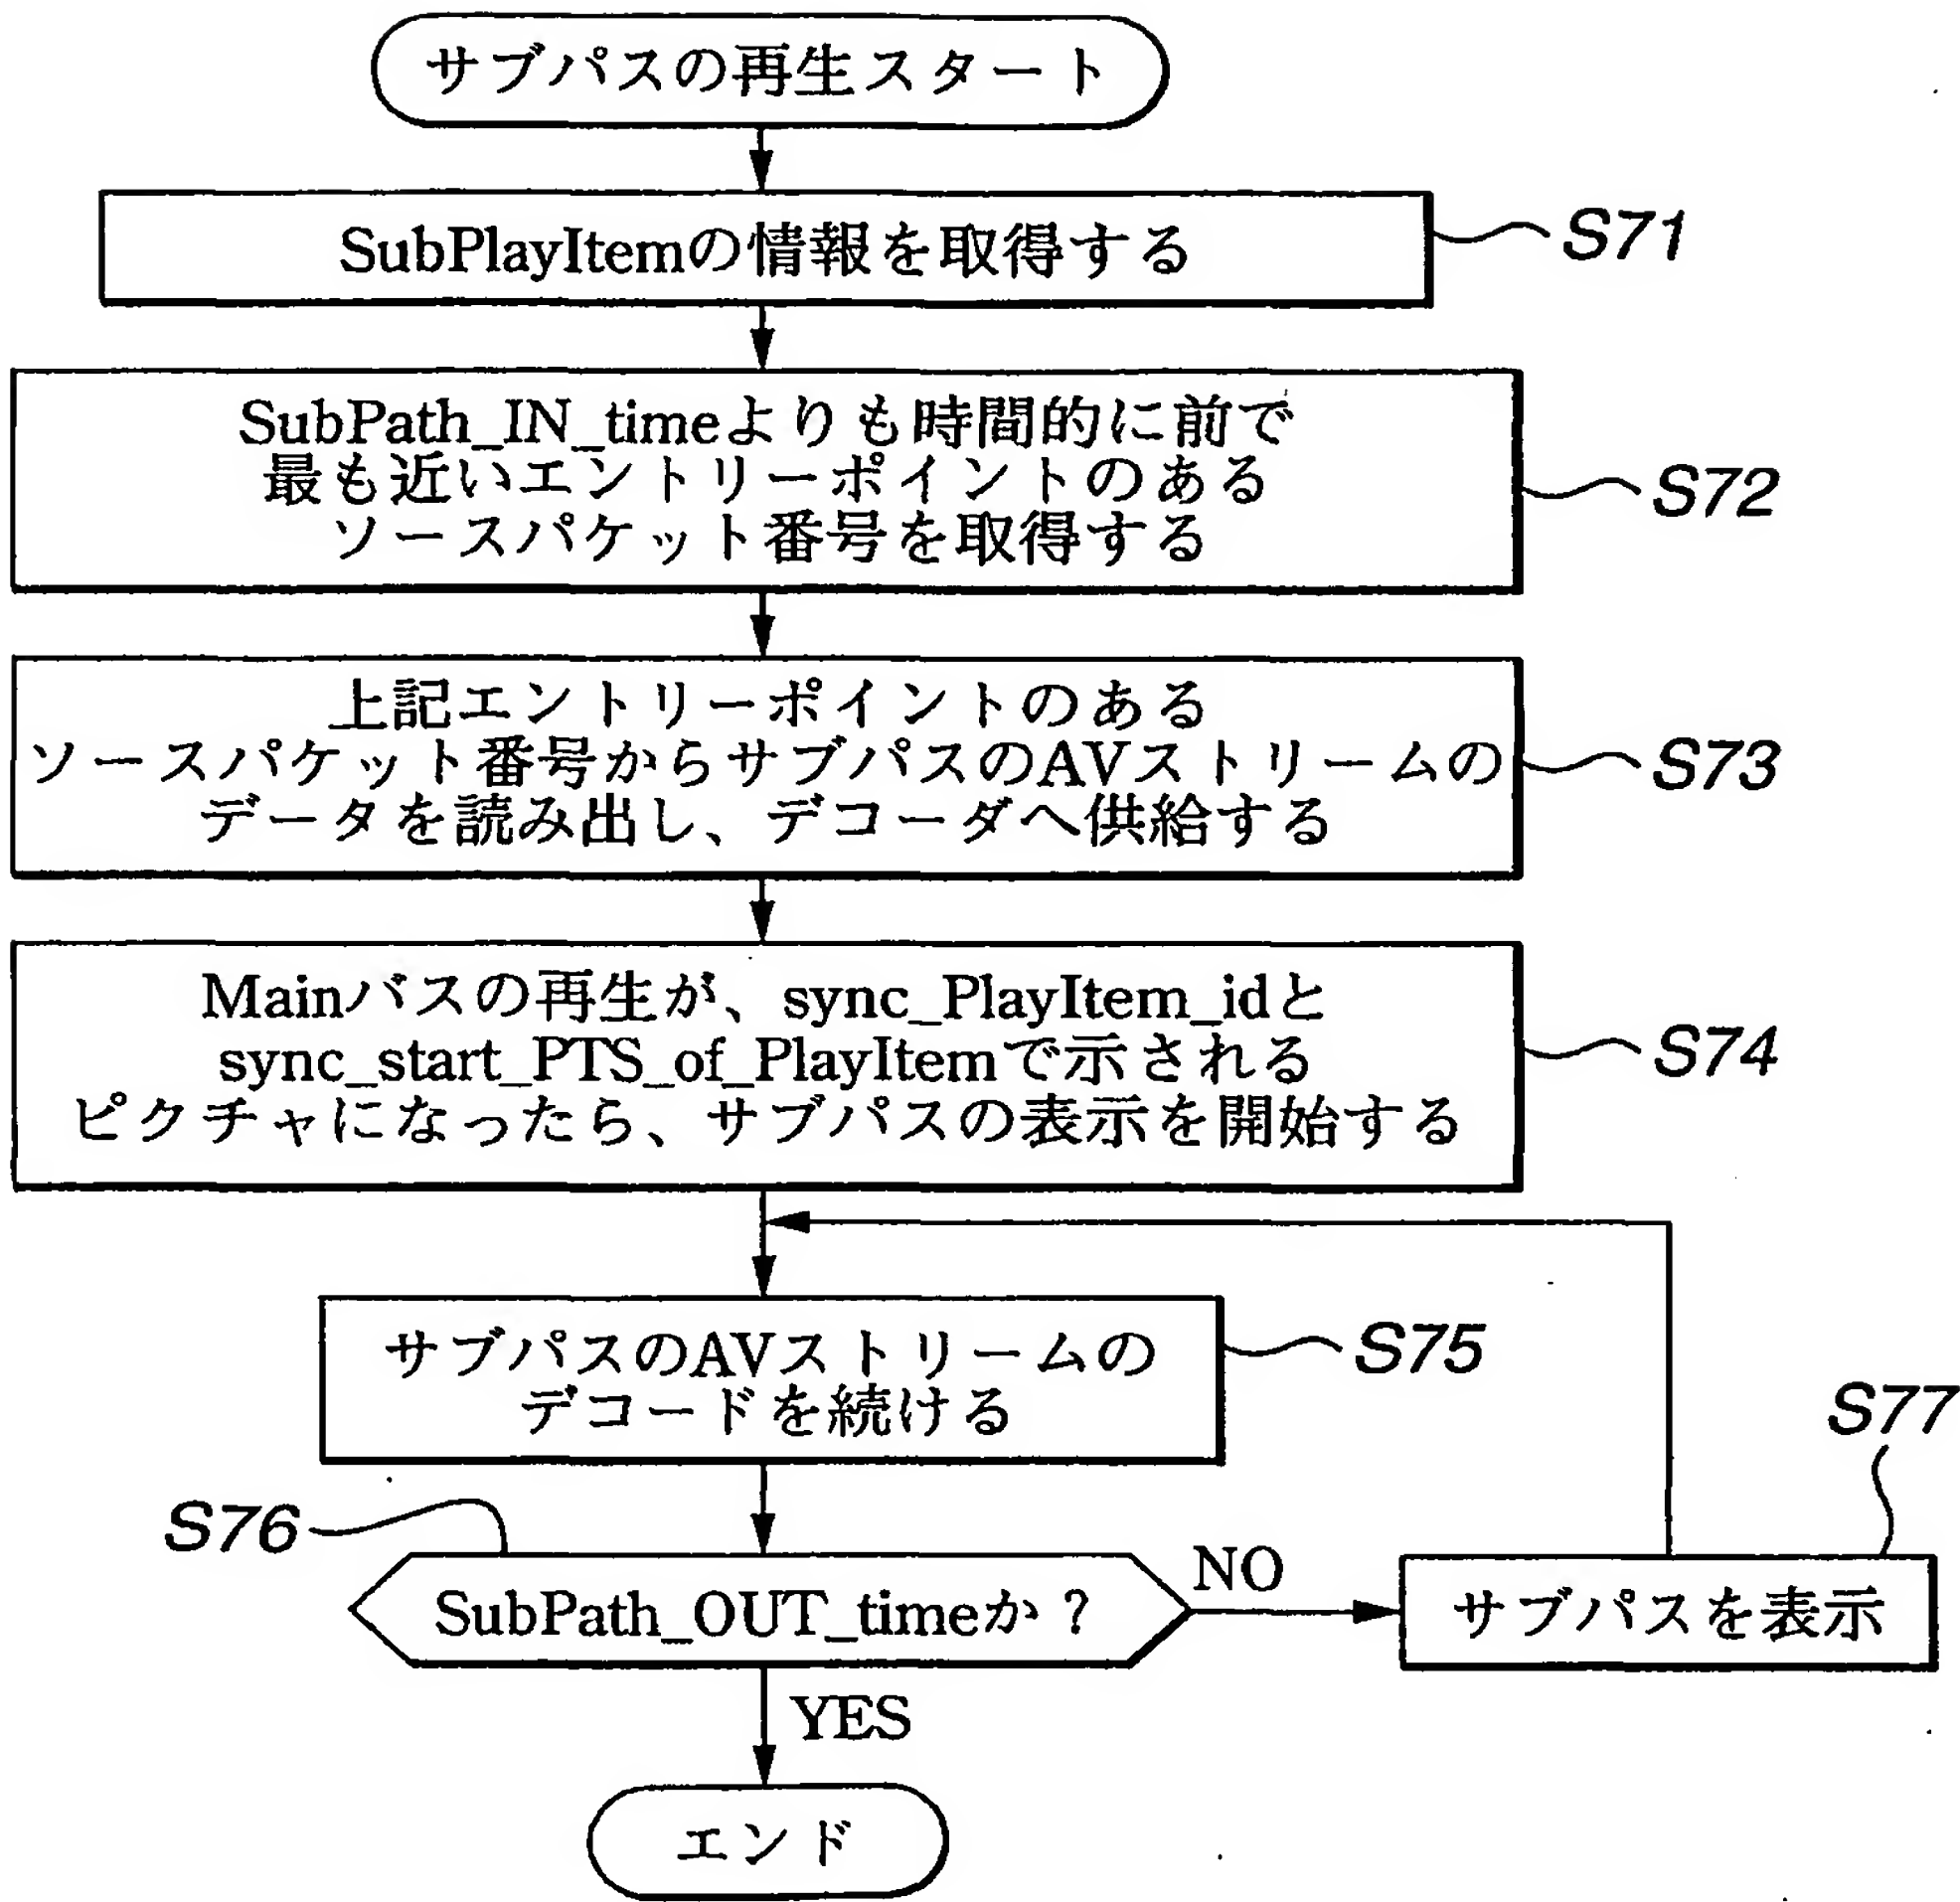 サブパスの再生スタート
SubPlayItemの情報を取得する
S71
SubPath_IN_timeよりも時間的に前で
最も近いエントリーポイントのある
ソースパケット番号を取得する
S72
上記エントリーポイントのある
ソースパケット番号からサブパスのAVストリームの
データを読み出し、デコーダへ供給する
S73
Mainパスの再生が、sync_PlayItem_idと
sync_start_PTS_of_PlayItemで示される
ピクチャになったら、サブパスの表示を開始する
S74
サブパスのAVストリームの
デコードを続ける
S75
S77
S76
SubPath_OUT_timeか?
NO
サブパスを表示
YES
エンド